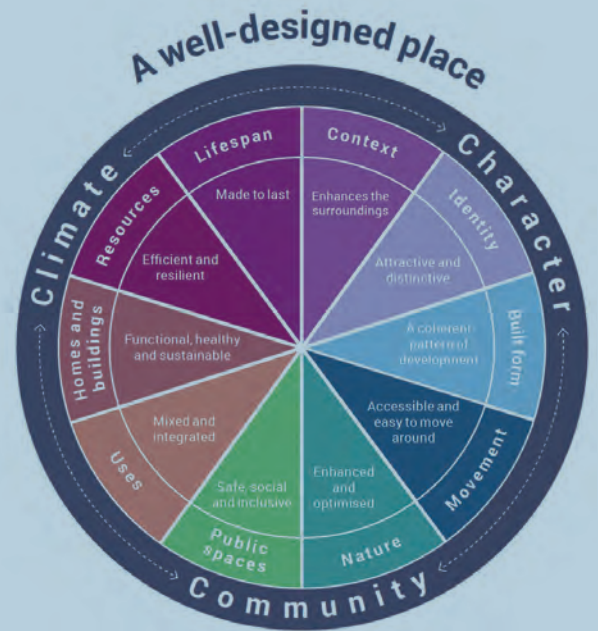 A well-designed place
Climate
Character
Community
Context
Enhances the
surroundings
Identity
Attractive and
distinctive
Built form
A coherent
pattern of
development
Movement
Accessible and
easy to move
around
Nature
Enhanced
and
optimised
Public
spaces
Safe, social
and inclusive
Uses
Mixed and
integrated
Homes and
buildings
Functional, healthy
and sustainable
Resources
Efficient and
resilient
Lifespan
Made to last